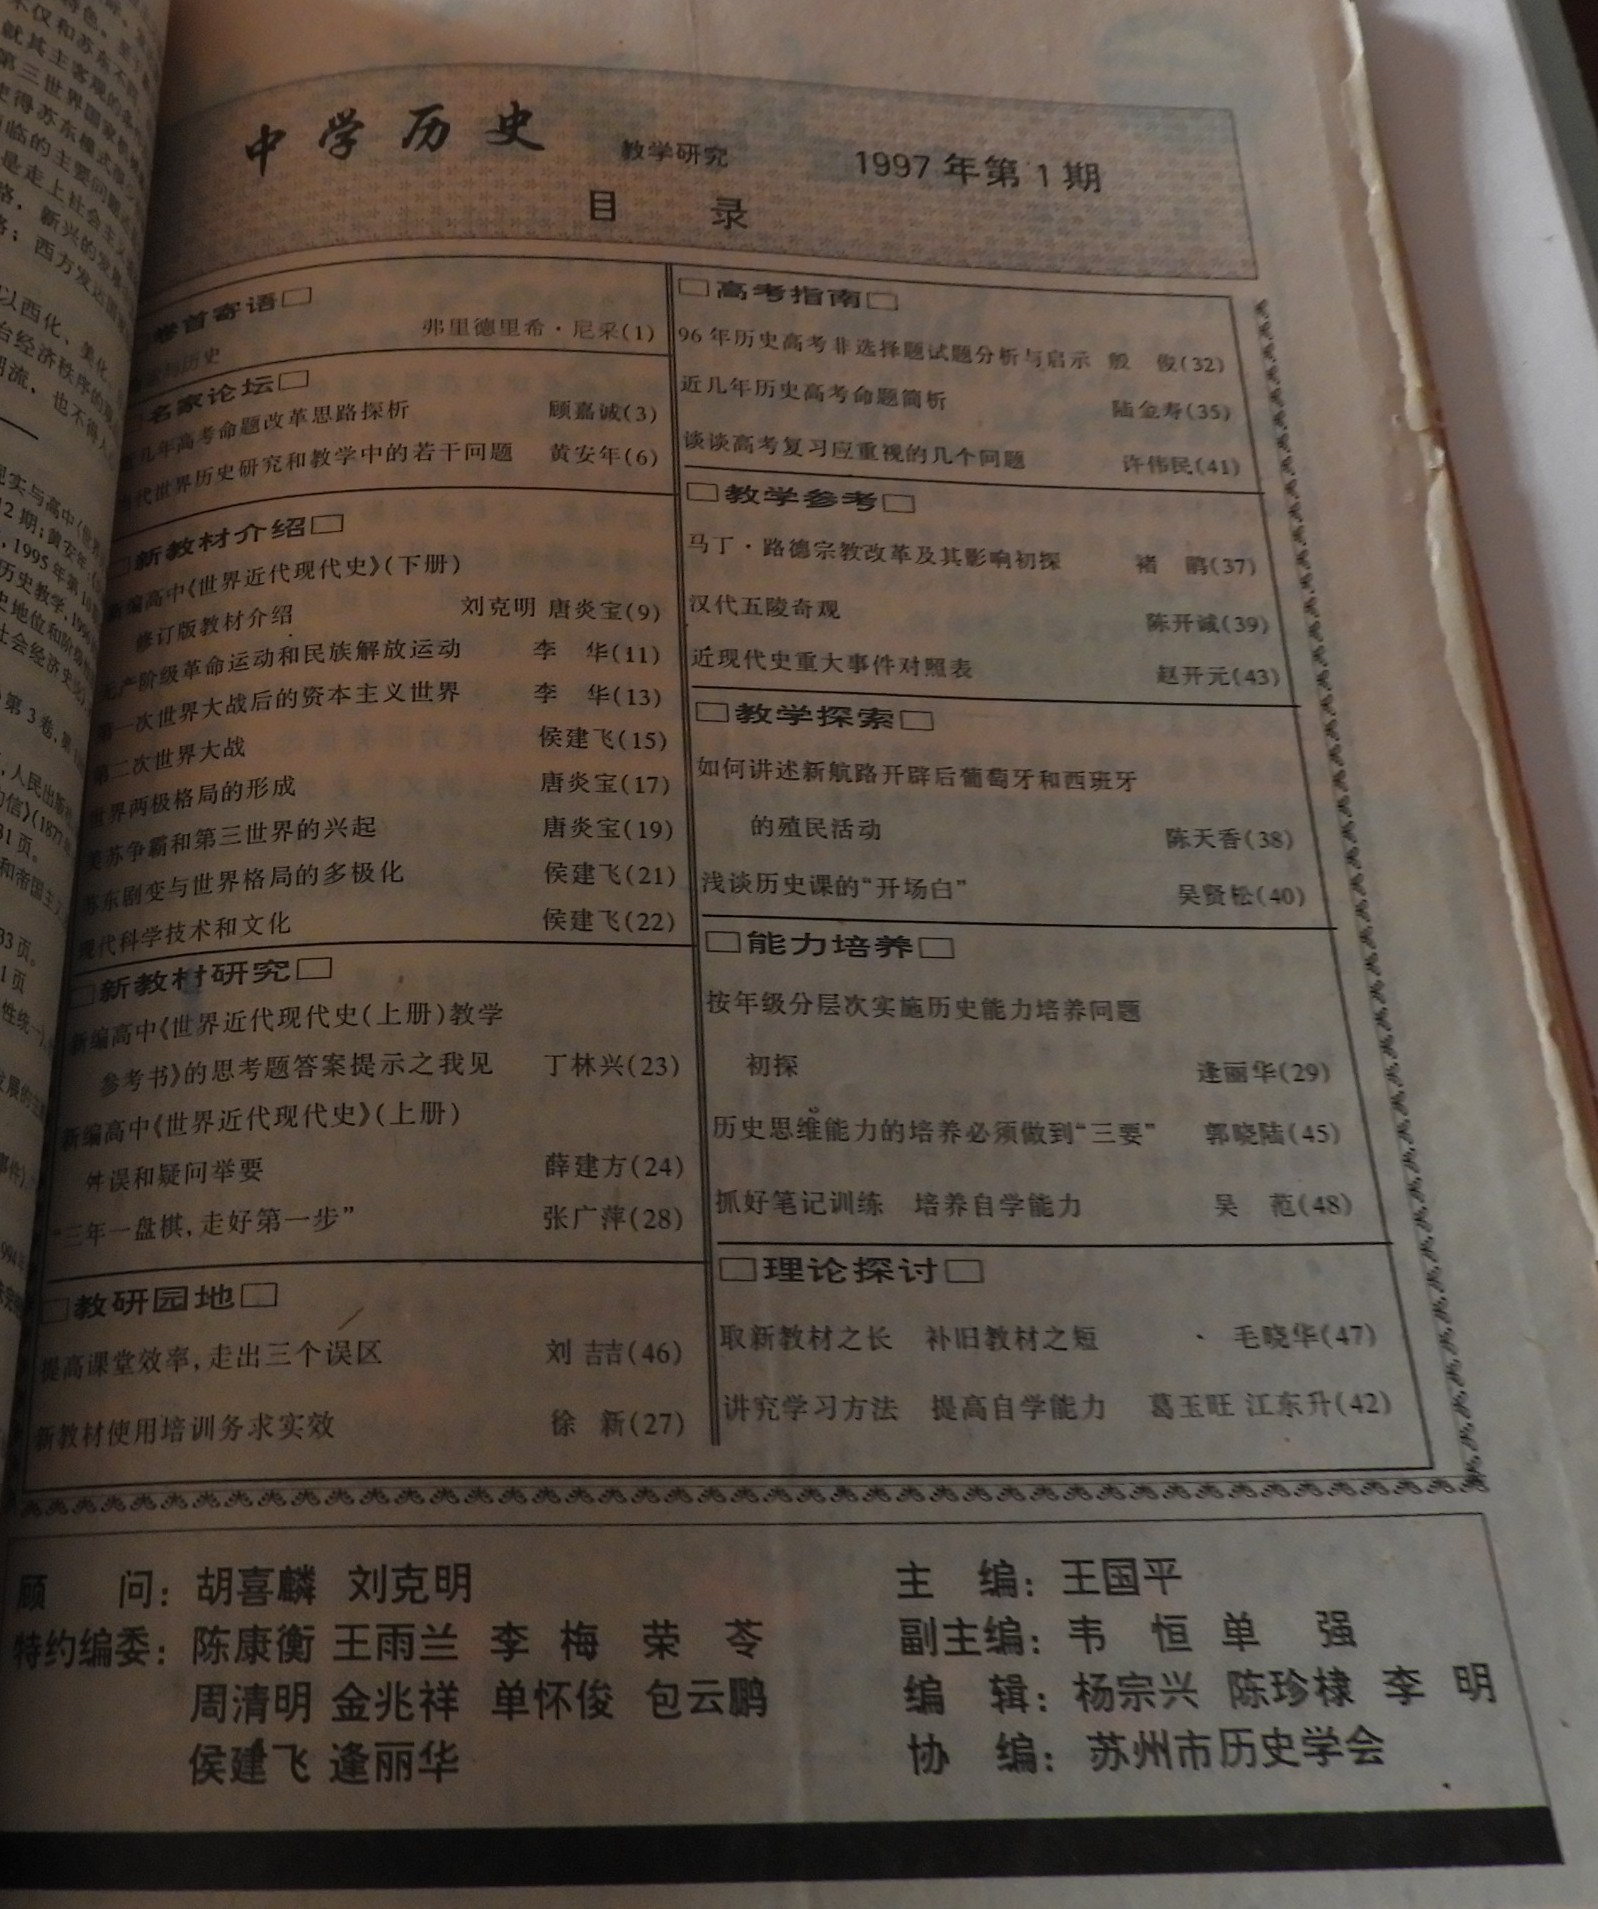 中学历史 教学研究 1997年第1期
目 录
卷首寄语□
与历史 弗里德里希·尼采(1)
名家论坛□
几年高考命题改革思路探析 顾嘉诚(3)
代世界历史研究和教学中的若干问题 黄安年(6)
□新教材介绍□
新编高中《世界近代现代史》(下册)
修订版教材介绍 刘克明 唐炎宝(9)
无产阶级革命运动和民族解放运动 李 华(11)
第一次世界大战后的资本主义世界 李 华(13)
第二次世界大战 侯建飞(15)
世界两极格局的形成 唐炎宝(17)
美苏争霸和第三世界的兴起 唐炎宝(19)
苏东剧变与世界格局的多极化 侯建飞(21)
现代科学技术和文化 侯建飞(22)
□新教材研究□
新编高中《世界近代现代史(上册)教学
参考书》的思考题答案提示之我见 丁林兴(23)
新编高中《世界近代现代史》(上册)
舛误和疑问举要 薛建方(24)
“三年一盘棋,走好第一步” 张广萍(28)
□教研园地□
提高课堂效率,走出三个误区 刘 喆(46)
新教材使用培训务求实效 徐 新(27)
□高考指南□
96年历史高考非选择题试题分析与启示 殷 俊(32)
近几年历史高考命题简析 陆金寿(35)
谈谈高考复习应重视的几个问题 许伟民(41)
□教学参考□
马丁·路德宗教改革及其影响初探 褚 鹃(37)
汉代五陵奇观 陈开诚(39)
近现代史重大事件对照表 赵开元(43)
□教学探索□
如何讲述新航路开辟后葡萄牙和西班牙
的殖民活动 陈天香(38)
浅谈历史课的“开场白” 吴贤松(40)
□能力培养□
按年级分层次实施历史能力培养问题
初探 逢丽华(29)
历史思维能力的培养必须做到“三要” 郭晓陆(45)
抓好笔记训练 培养自学能力 吴 范(48)
□理论探讨□
取新教材之长 补旧教材之短 毛晓华(47)
讲究学习方法 提高自学能力 葛玉旺 江东升(42)
顾 问: 胡喜麟 刘克明
特约编委: 陈康衡 王雨兰 李 梅 荣 苓
周清明 金兆祥 单怀俊 包云鹏
侯建飞 逢丽华
主 编: 王国平
副主编: 韦 恒 单 强
编 辑: 杨宗兴 陈珍棣 李 明
协 编: 苏州市历史学会